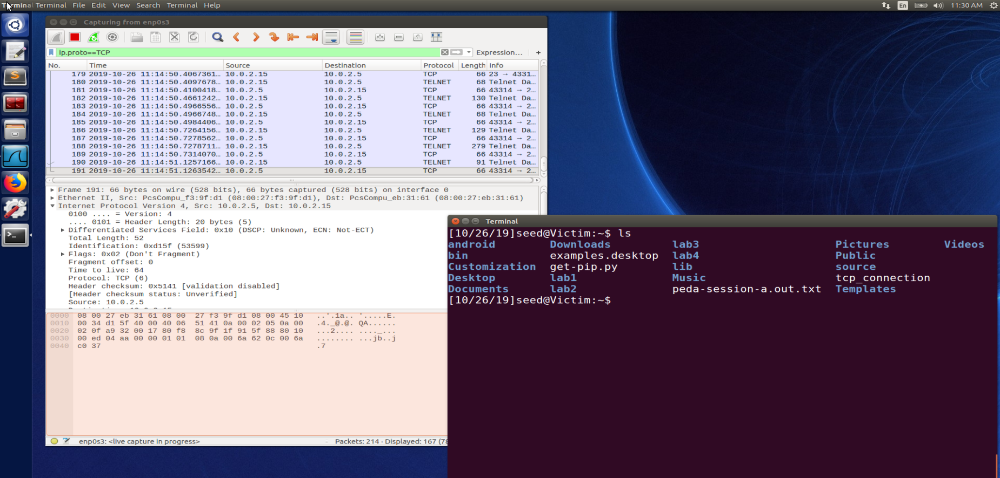 Terminal Terminal File Edit View Search Terminal Help
En 11:30 AM
Capturing from enp0s3
ip.proto==TCP Expression… +
No. Time Source Destination Protocol Length Info
179 2019-10-26 11:14:50.4067361… 10.0.2.15 10.0.2.5 TCP 66 23 → 4331…
180 2019-10-26 11:14:50.4097678… 10.0.2.15 10.0.2.5 TELNET 68 Telnet Da…
181 2019-10-26 11:14:50.4100418… 10.0.2.5 10.0.2.15 TCP 66 43314 → 2…
182 2019-10-26 11:14:50.4661242… 10.0.2.15 10.0.2.5 TELNET 130 Telnet Da…
183 2019-10-26 11:14:50.4966556… 10.0.2.5 10.0.2.15 TCP 66 43314 → 2…
184 2019-10-26 11:14:50.4966748… 10.0.2.15 10.0.2.5 TELNET 68 Telnet Da…
185 2019-10-26 11:14:50.4984406… 10.0.2.5 10.0.2.15 TCP 66 43314 → 2…
186 2019-10-26 11:14:50.7264156… 10.0.2.15 10.0.2.5 TELNET 129 Telnet Da…
187 2019-10-26 11:14:50.7278562… 10.0.2.5 10.0.2.15 TCP 66 43314 → 2…
188 2019-10-26 11:14:50.7278711… 10.0.2.15 10.0.2.5 TELNET 279 Telnet Da…
189 2019-10-26 11:14:50.7314070… 10.0.2.5 10.0.2.15 TCP 66 43314 → 2…
190 2019-10-26 11:14:51.1257166… 10.0.2.15 10.0.2.5 TELNET 91 Telnet Da…
191 2019-10-26 11:14:51.1263542… 10.0.2.5 10.0.2.15 TCP 66 43314 → 2…
Frame 191: 66 bytes on wire (528 bits), 66 bytes captured (528 bits) on interface 0
Ethernet II, Src: PcsCompu_f3:9f:d1 (08:00:27:f3:9f:d1), Dst: PcsCompu_eb:31:61 (08:00:27:eb:31:61)
Internet Protocol Version 4, Src: 10.0.2.5, Dst: 10.0.2.15
0100 .... = Version: 4
.... 0101 = Header Length: 20 bytes (5)
Differentiated Services Field: 0x10 (DSCP: Unknown, ECN: Not-ECT)
Total Length: 52
Identification: 0xd15f (53599)
Flags: 0x02 (Don't Fragment)
Fragment offset: 0
Time to live: 64
Protocol: TCP (6)
Header checksum: 0x5141 [validation disabled]
[Header checksum status: Unverified]
Source: 10.0.2.5
0000 08 00 27 eb 31 61 08 00 27 f3 9f d1 08 00 45 10 ..'.1a.. '.....E.
0010 00 34 d1 5f 40 00 40 06 51 41 0a 00 02 05 0a 00 .4._@.@. QA......
0020 02 0f a9 32 00 17 80 f8 8c 9f 1f 91 5f 88 80 10 ...2.... ...._...
0030 00 ed 04 aa 00 00 01 01 08 0a 00 6a 62 0c 00 6a ........ ...jb..j
0040 c0 37 .7
enp0s3: <live capture in progress> Packets: 214 · Displayed: 167 (78
Terminal
[10/26/19]seed@Victim:~$ ls
android Downloads lab3 Pictures Videos
bin examples.desktop lab4 Public
Customization get-pip.py lib source
Desktop lab1 Music tcp_connection
Documents lab2 peda-session-a.out.txt Templates
[10/26/19]seed@Victim:~$